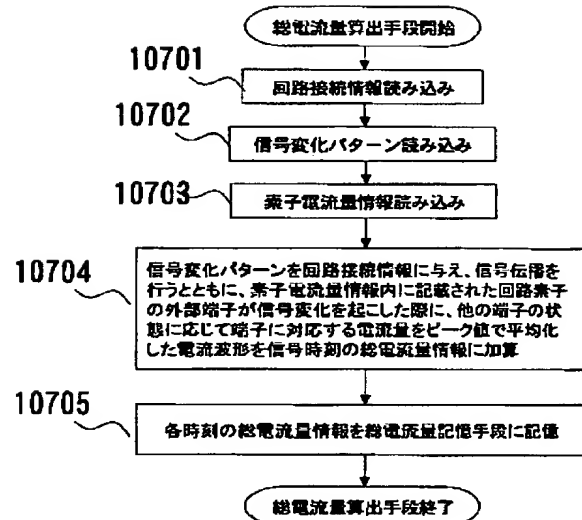 総電流量算出手段開始
10701
回路接続情報読み込み
10702
信号変化パターン読み込み
10703
素子電流量情報読み込み
10704
信号変化パターンを回路接続情報に与え、信号伝播を
行うとともに、素子電流量情報内に記載された回路素子
の外部端子が信号変化を起こした際に、他の端子の状
態に応じて端子に対応する電流量をピーク値で平均化
した電流波形を信号時刻の総電流量情報に加算
10705
各時刻の総電流量情報を総電流量記憶手段に記憶
総電流量算出手段終了